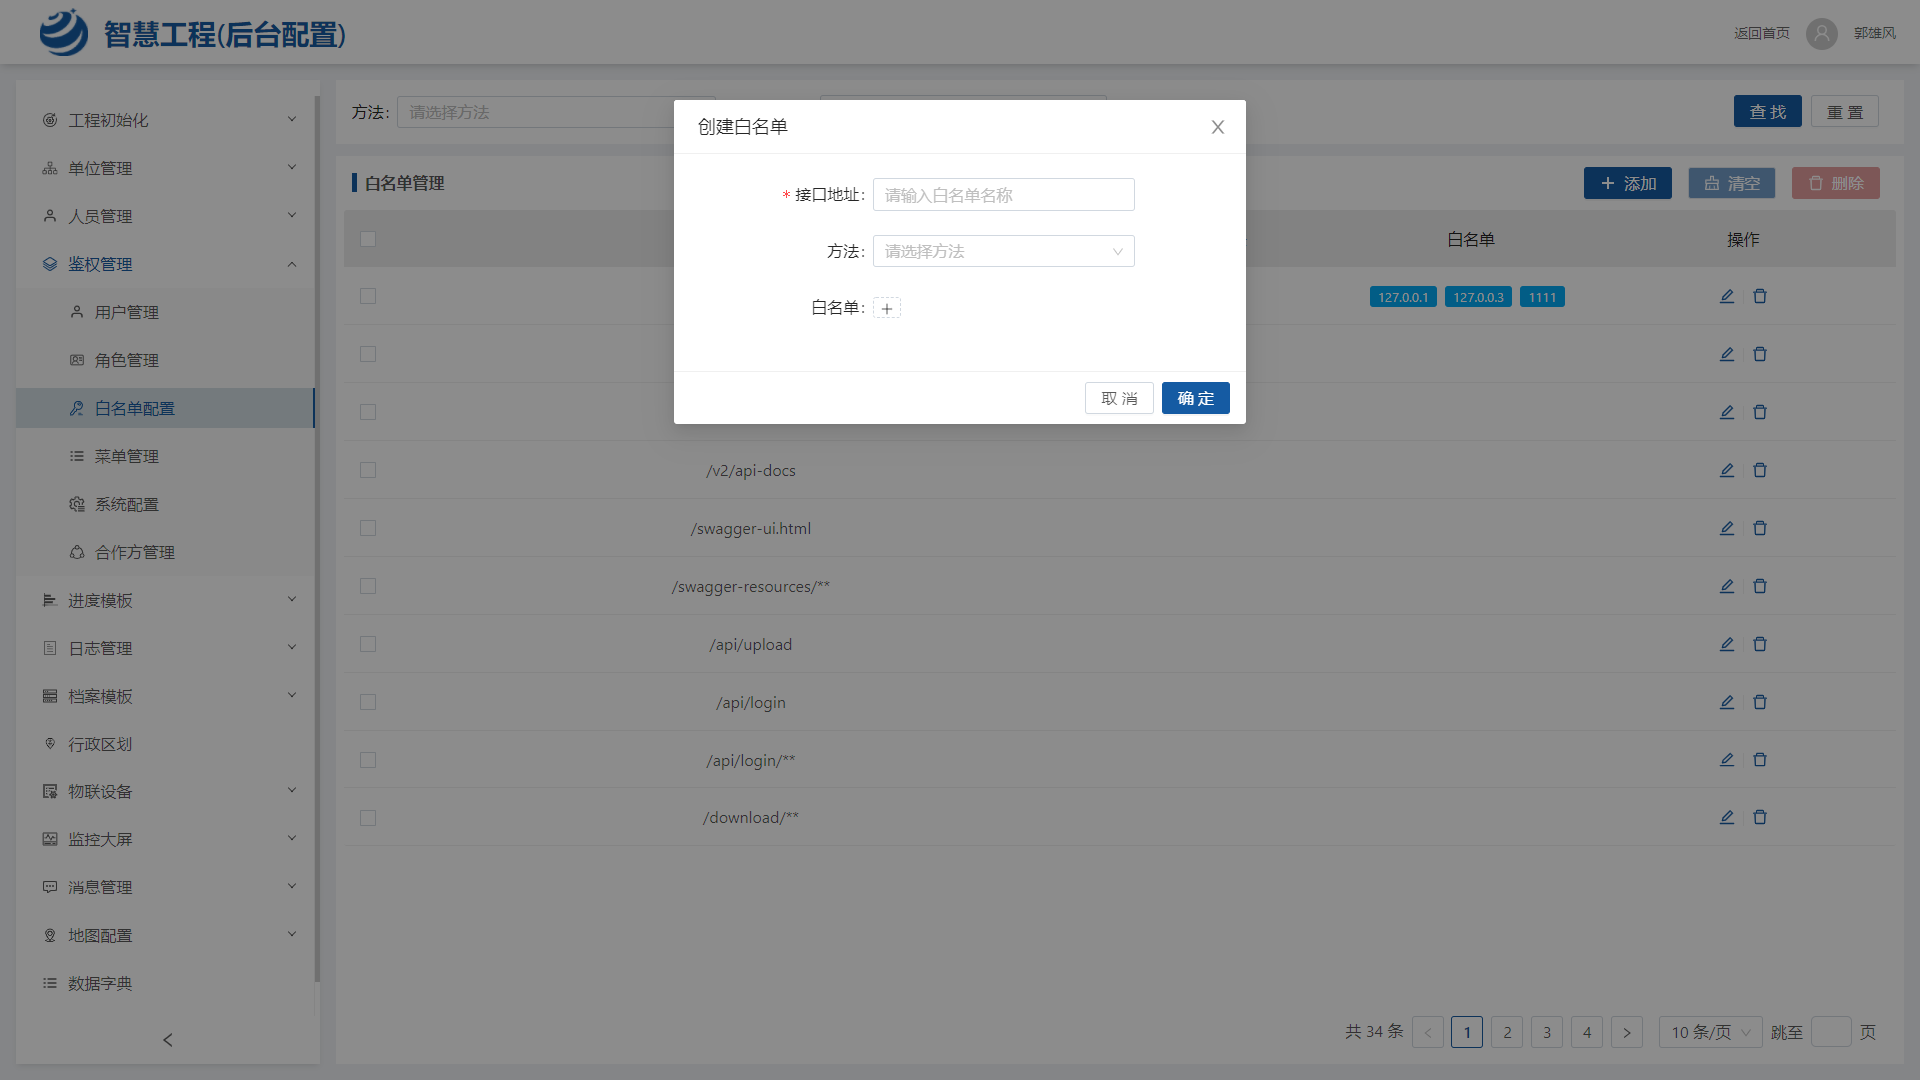 智慧工程(后台配置)
返回首页
郭雄风
工程初始化
单位管理
人员管理
鉴权管理
用户管理
角色管理
白名单配置
菜单管理
系统配置
合作方管理
进度模板
日志管理
档案模板
行政区划
物联设备
监控大屏
消息管理
地图配置
数据字典
方法:
请选择方法
查 找
重 置
白名单管理
添加
清空
删除
白名单
操作
127.0.0.1
127.0.0.3
1111
/v2/api-docs
/swagger-ui.html
/swagger-resources/**
/api/upload
/api/login
/api/login/**
/download/**
共 34 条
1
2
3
4
10 条/页
跳至
页
创建白名单
* 接口地址:
请输入白名单名称
方法:
请选择方法
白名单:
取 消
确 定